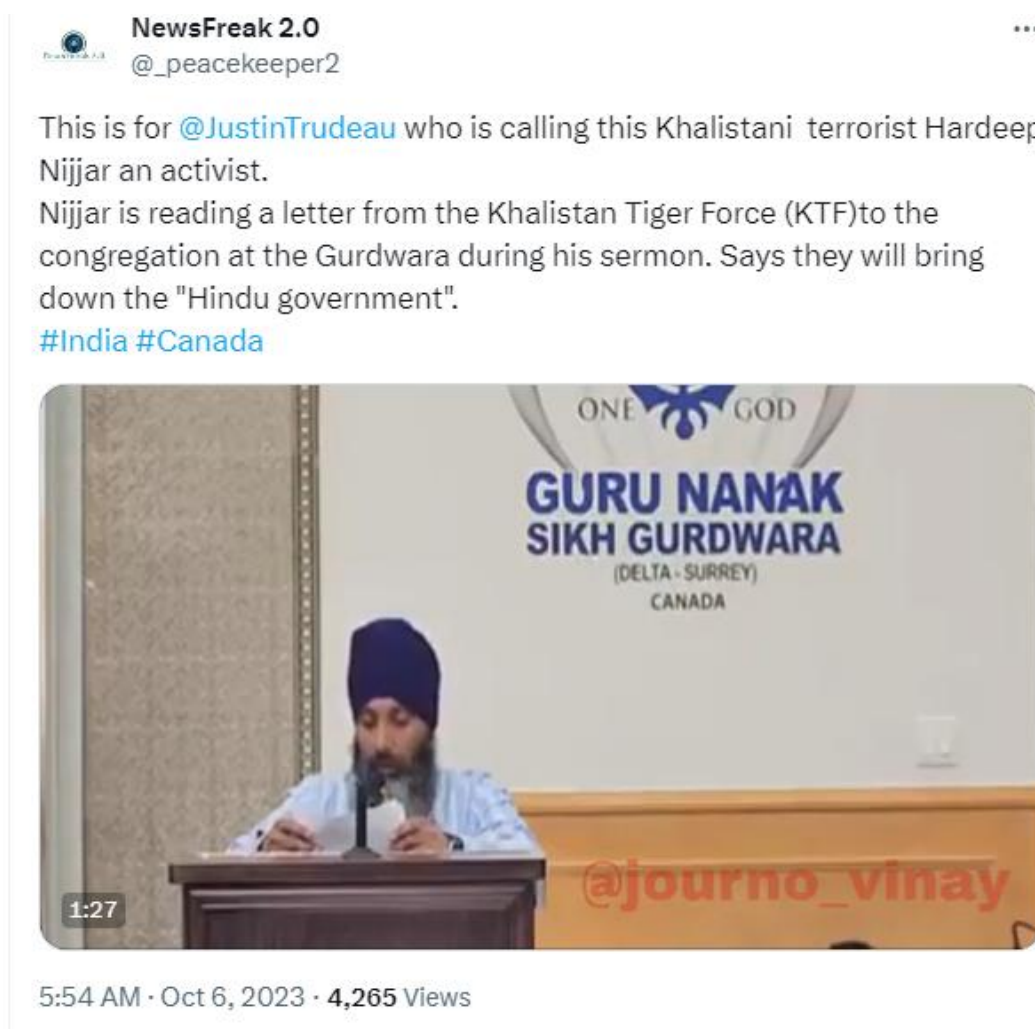 NewsFreak 2.0
@_peacekeeper2
This is for @JustinTrudeau who is calling this Khalistani  terrorist Hardeep
Nijjar an activist.
Nijjar is reading a letter from the Khalistan Tiger Force (KTF)to the
congregation at the Gurdwara during his sermon. Says they will bring
down the "Hindu government".
#India #Canada
ONE GOD
GURU NANAK
SIKH GURDWARA
(DELTA - SURREY)
CANADA
@journo_vinay
1:27
5:54 AM · Oct 6, 2023 · 4,265 Views